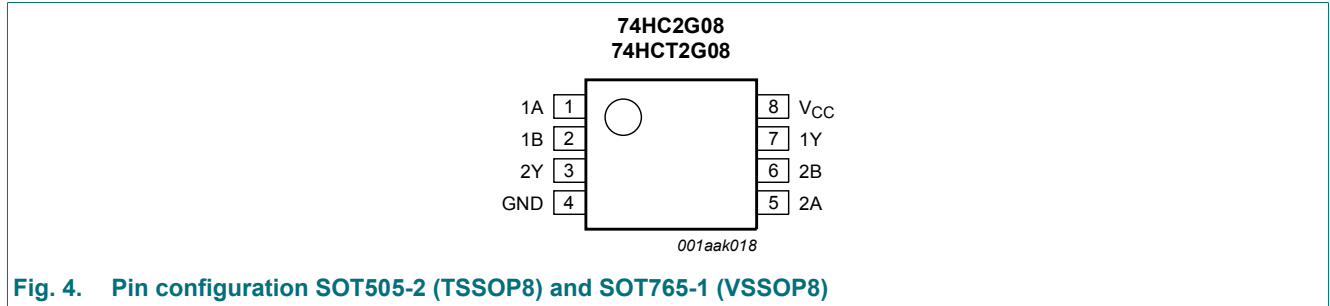 74HC2G08
74HCT2G08
1A 1 8 VCC
1B 2 7 1Y
2Y 3 6 2B
GND 4 5 2A
001aak018
Fig. 4. Pin configuration SOT505-2 (TSSOP8) and SOT765-1 (VSSOP8)